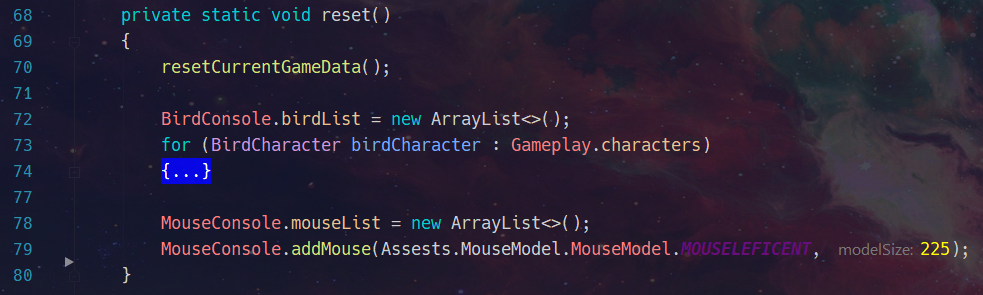 68 private static void reset()
69 {
70 resetCurrentGameData();
71
72 BirdConsole.birdList = new ArrayList<>();
73 for (BirdCharacter birdCharacter : Gameplay.characters)
74 {...}
77
78 MouseConsole.mouseList = new ArrayList<>();
79 MouseConsole.addMouse(Assests.MouseModel.MouseModel.MOUSELEFICENT, modelSize: 225);
80 }